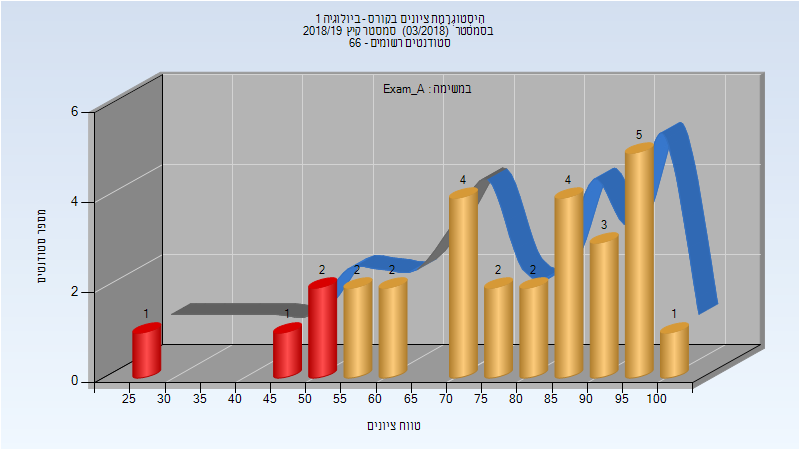 היסטוגרמת ציונים בקורס - ביולוגיה 1
בסמסטר (03/2018) סמסטר קיץ 2018/19
סטודנטים רשומים - 66
במשימה : Exam_A
מספר סטודנטים
6
4
2
0
1 1 2 2 2 4 2 2 4 3 5 1
25 30 35 40 45 50 55 60 65 70 75 80 85 90 95 100
טווח ציונים